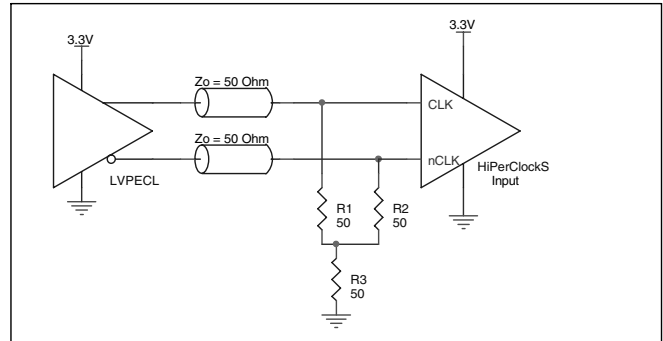 3.3V
3.3V
Zo = 50 Ohm
CLK
Zo = 50 Ohm
nCLK
HiPerClockS
Input
LVPECL
R1
50
R2
50
R3
50